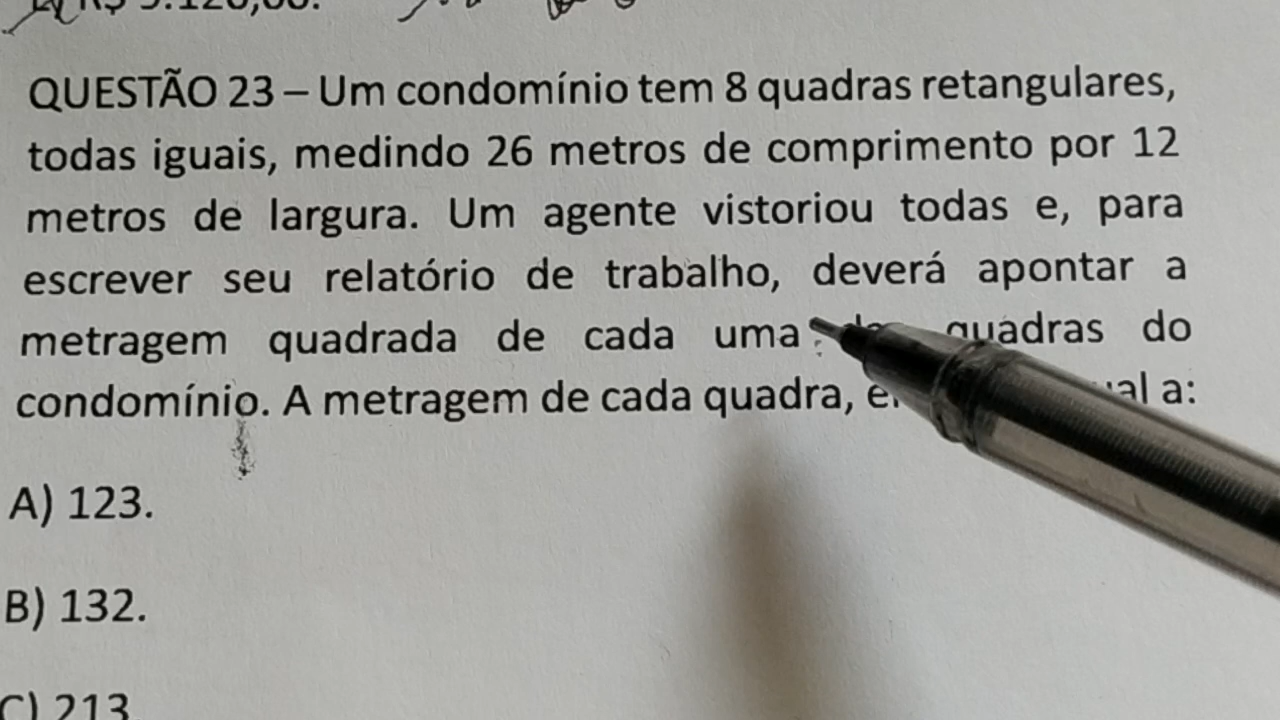 QUESTÃO 23 – Um condomínio tem 8 quadras retangulares,
todas iguais, medindo 26 metros de comprimento por 12
metros de largura. Um agente vistoriou todas e, para
escrever seu relatório de trabalho, deverá apontar a
metragem quadrada de cada uma quadras do
condomínio. A metragem de cada quadra, a:
A) 123.
B) 132.
C) 213